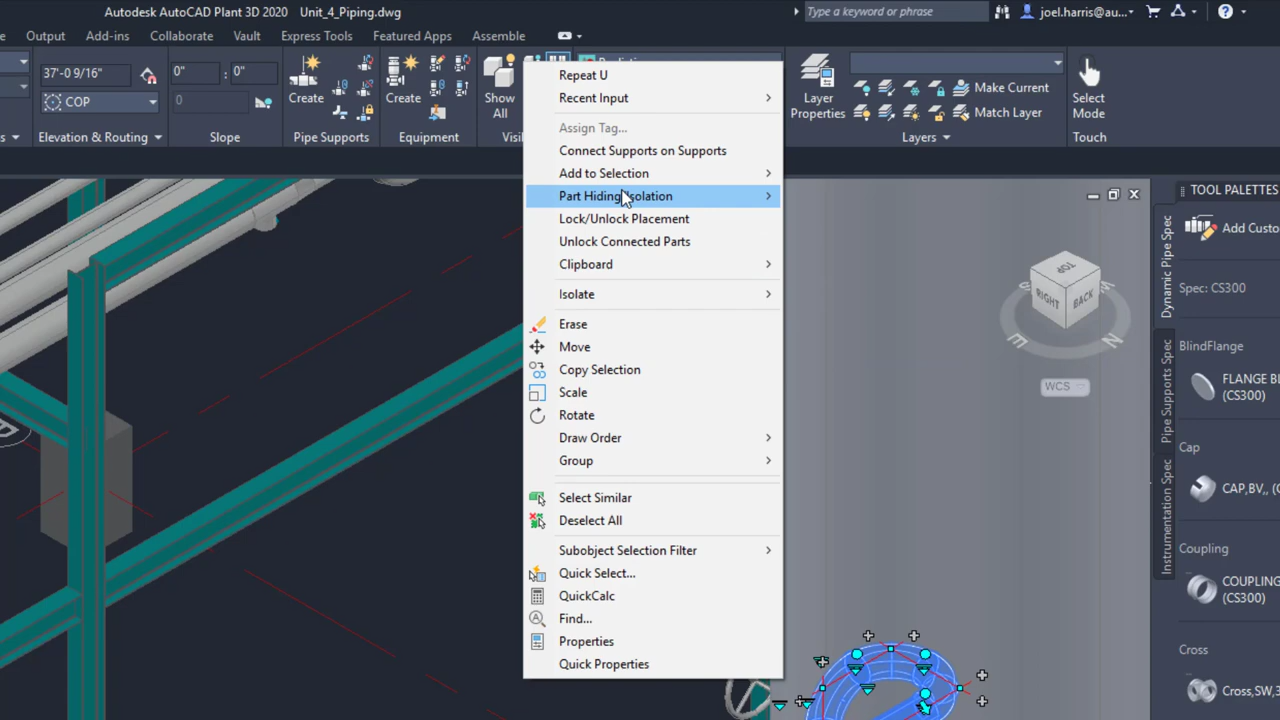 Autodesk AutoCAD Plant 3D 2020 Unit_4_Piping.dwg
Type a keyword or phrase
joel.harris@au...
Output
Add-ins
Collaborate
Vault
Express Tools
Featured Apps
Assemble
37'-0 9/16"
COP
Elevation & Routing
0" : 0"
0
Slope
Create
Pipe Supports
Create
Equipment
Show
All
Layer
Properties
Make Current
Match Layer
Layers
Select
Mode
Touch
Repeat U
Recent Input
Assign Tag...
Connect Supports on Supports
Add to Selection
Part Hiding/Isolation
Lock/Unlock Placement
Unlock Connected Parts
Clipboard
Isolate
Erase
Move
Copy Selection
Scale
Rotate
Draw Order
Group
Select Similar
Deselect All
Subobject Selection Filter
Quick Select...
QuickCalc
Find...
Properties
Quick Properties
TOP
RIGHT
BACK
E
N
WCS
TOOL PALETTES
Dynamic Pipe Spec
Pipe Supports Spec
Instrumentation Spec
Add Custo
Spec: CS300
BlindFlange
FLANGE BL
(CS300)
Cap
CAP,BV,, (C
Coupling
COUPLING
(CS300)
Cross
Cross,SW,3